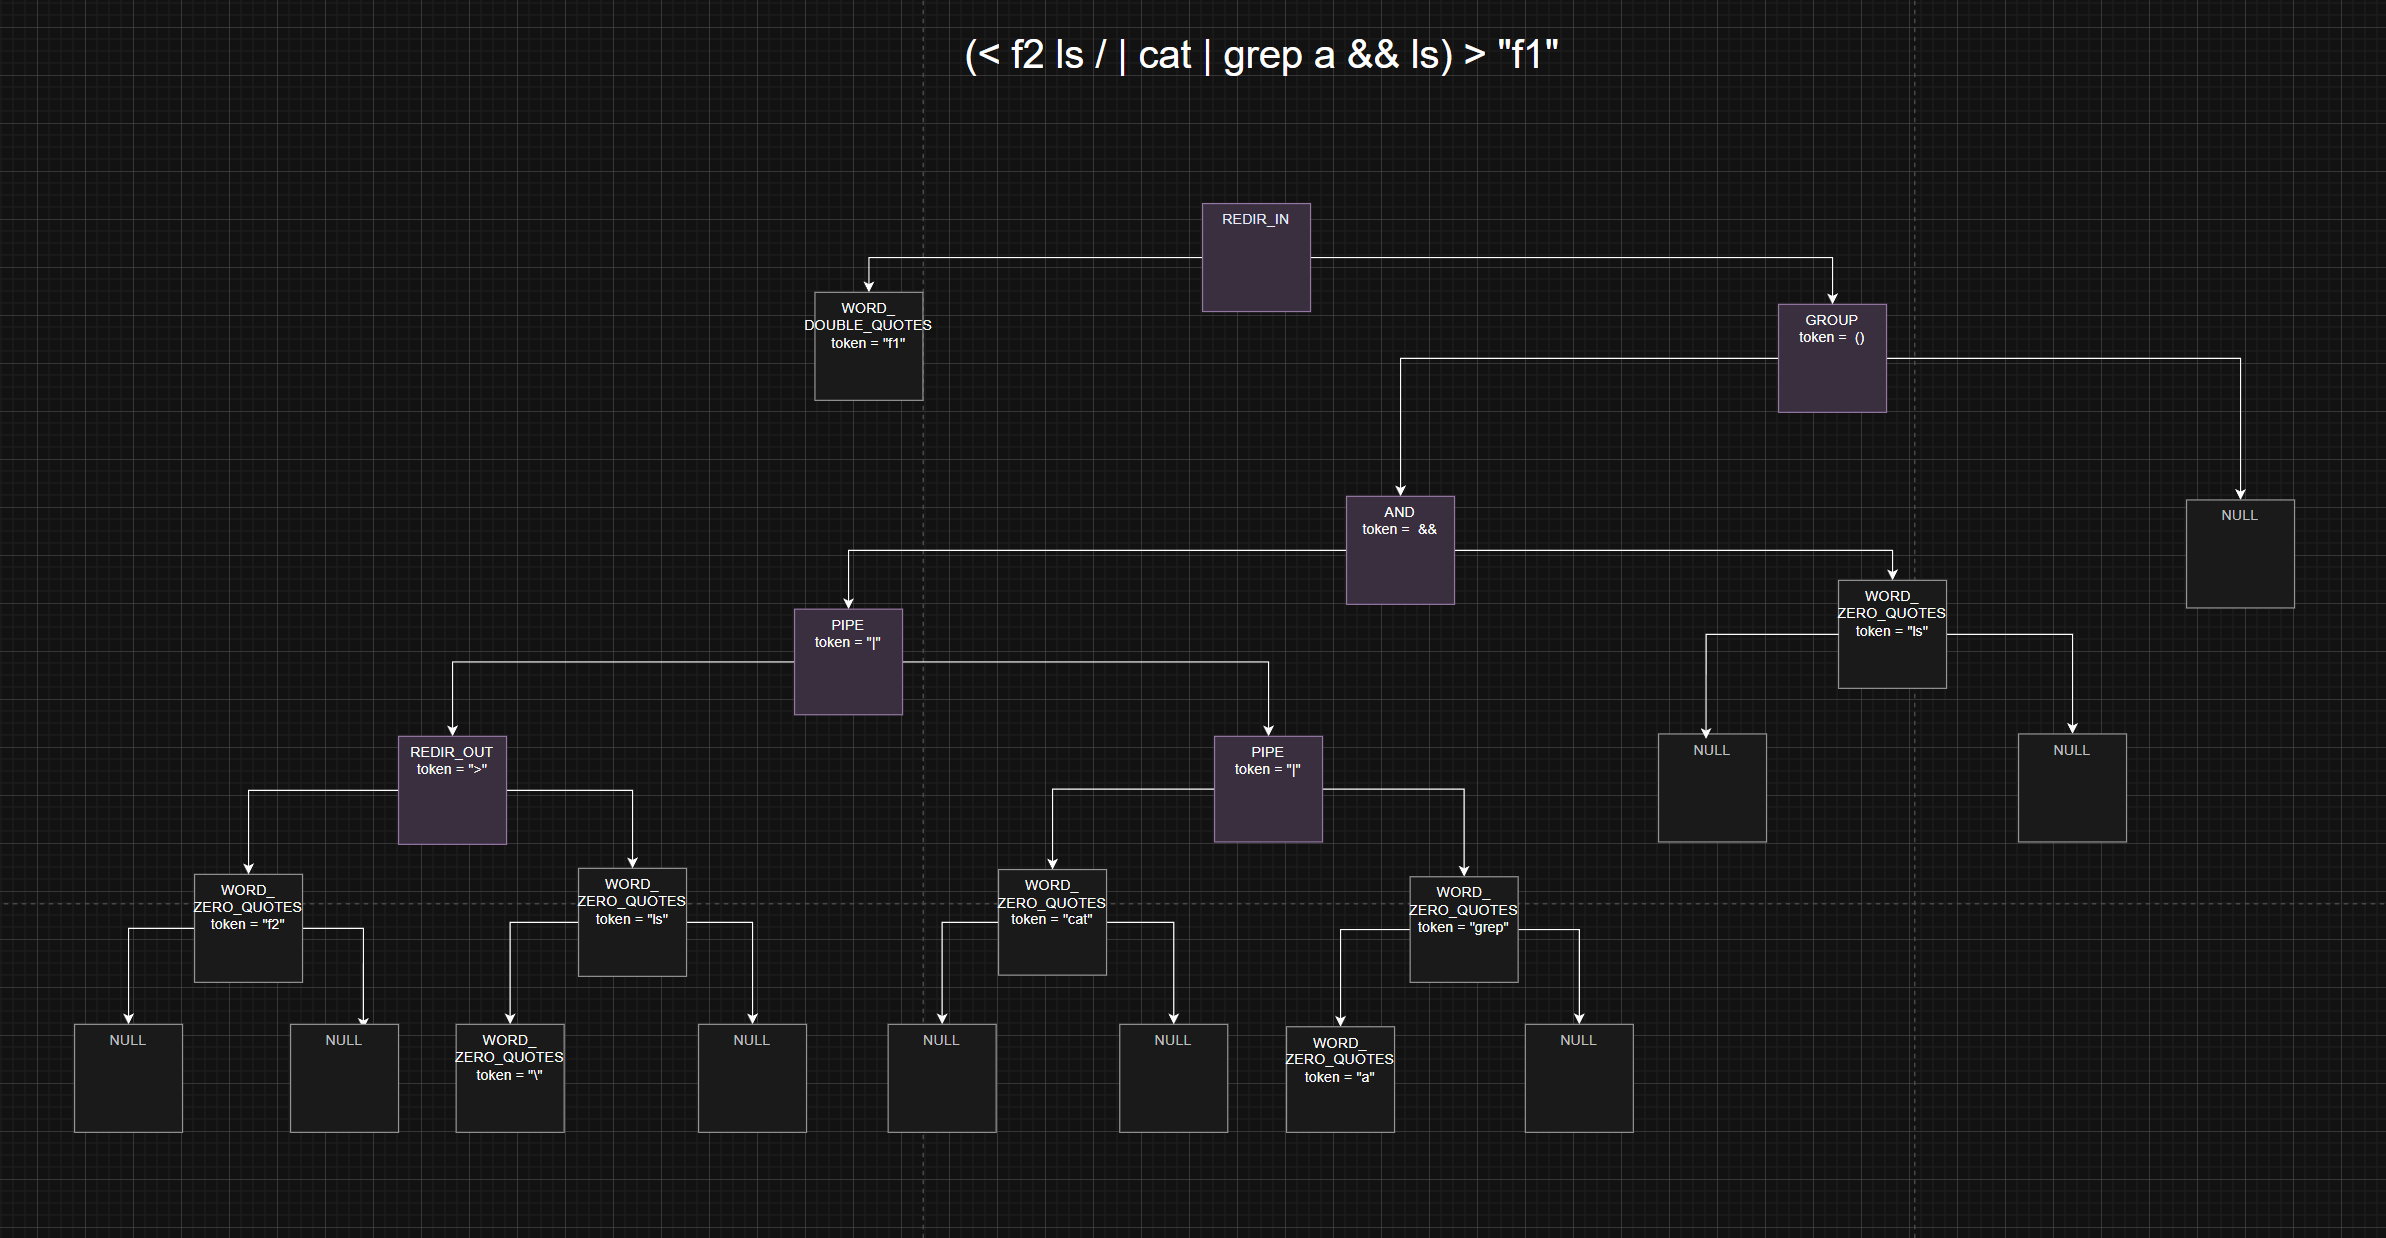 (< f2 ls / | cat | grep a && ls) > "f1"
REDIR_IN
WORD_
DOUBLE_QUOTES
token = "f1"
GROUP
token = ()
AND
token = &&
NULL
PIPE
token = "|"
WORD_
ZERO_QUOTES
token = "ls"
REDIR_OUT
token = ">"
PIPE
token = "|"
NULL
NULL
WORD_
ZERO_QUOTES
token = "f2"
WORD_
ZERO_QUOTES
token = "ls"
WORD_
ZERO_QUOTES
token = "cat"
WORD_
ZERO_QUOTES
token = "grep"
NULL
NULL
WORD_
ZERO_QUOTES
token = "\"
NULL
NULL
NULL
WORD_
ZERO_QUOTES
token = "a"
NULL